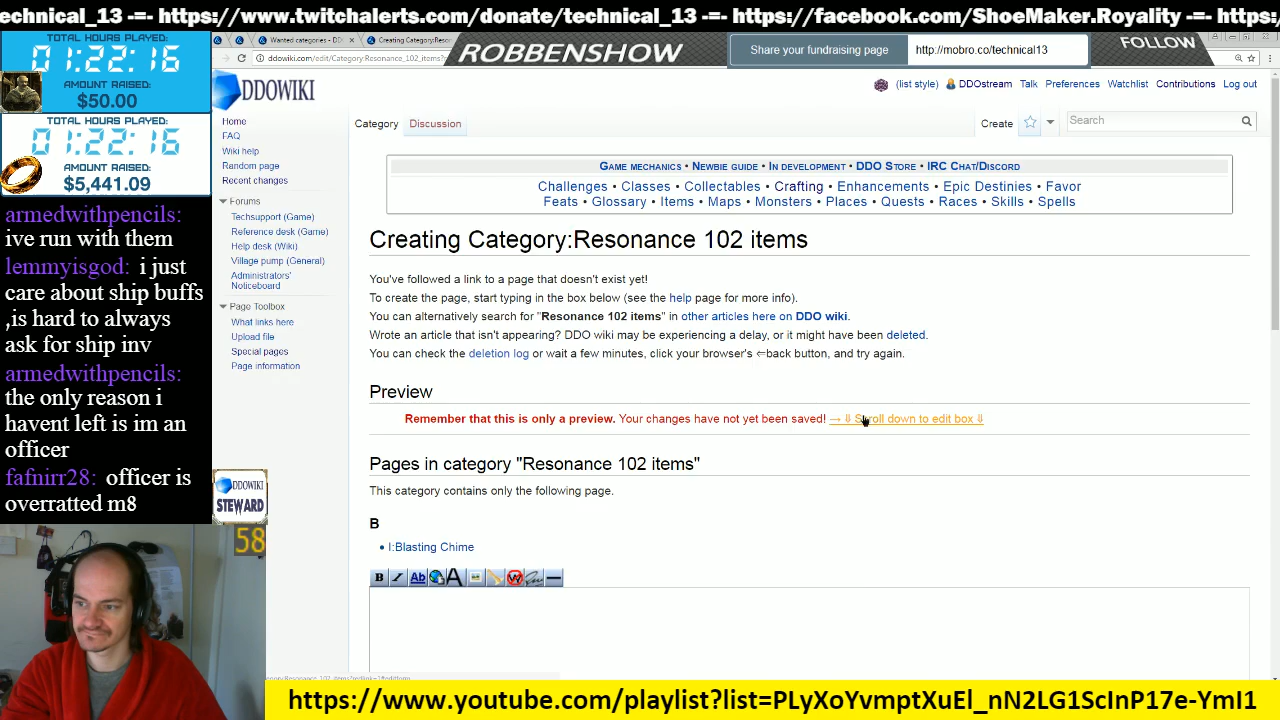 technical_13 -=- https://www.twitchalerts.com/donate/technical_13 -=- https://facebook.com/ShoeMaker.Royality -=- https:/
TOTAL HOURS PLAYED:
01:22:16
AMOUNT RAISED:
$50.00
TOTAL HOURS PLAYED:
01:22:16
AMOUNT RAISED:
$5,441.09
armedwithpencils:
ive run with them
lemmyisgod: i just
care about ship buffs
,is hard to always
ask for ship inv
armedwithpencils:
the only reason i
havent left is im an
officer
fafnirr28: officer is
overratted m8
58
Wanted categories - DD
Creating Category:Reso
ddowiki.com/edit/Category:Resonance_102_items?
ROBBENSHOW
Share your fundraising page
http://mobro.co/technical13
FOLLOW
DDOWIKI
(list style) DDOstream Talk Preferences Watchlist Contributions Log out
Home
FAQ
Wiki help
Random page
Recent changes
Forums
Techsupport (Game)
Reference desk (Game)
Help desk (Wiki)
Village pump (General)
Administrators'
Noticeboard
Page Toolbox
What links here
Upload file
Special pages
Page information
DDOWIKI
STEWARD
Category Discussion Create Search
Game mechanics • Newbie guide • In development • DDO Store • IRC Chat/Discord
Challenges • Classes • Collectables • Crafting • Enhancements • Epic Destinies • Favor
Feats • Glossary • Items • Maps • Monsters • Places • Quests • Races • Skills • Spells
Creating Category:Resonance 102 items
You've followed a link to a page that doesn't exist yet!
To create the page, start typing in the box below (see the help page for more info).
You can alternatively search for "Resonance 102 items" in other articles here on DDO wiki.
Wrote an article that isn't appearing? DDO wiki may be experiencing a delay, or it might have been deleted.
You can check the deletion log or wait a few minutes, click your browser's ⇐back button, and try again.
Preview
Remember that this is only a preview. Your changes have not yet been saved! → ⇓ Scroll down to edit box ⇓
Pages in category "Resonance 102 items"
This category contains only the following page.
B
• I:Blasting Chime
B I Ab A
https://www.youtube.com/playlist?list=PLyXoYvmptXuEl_nN2LG1ScInP17e-YmI1